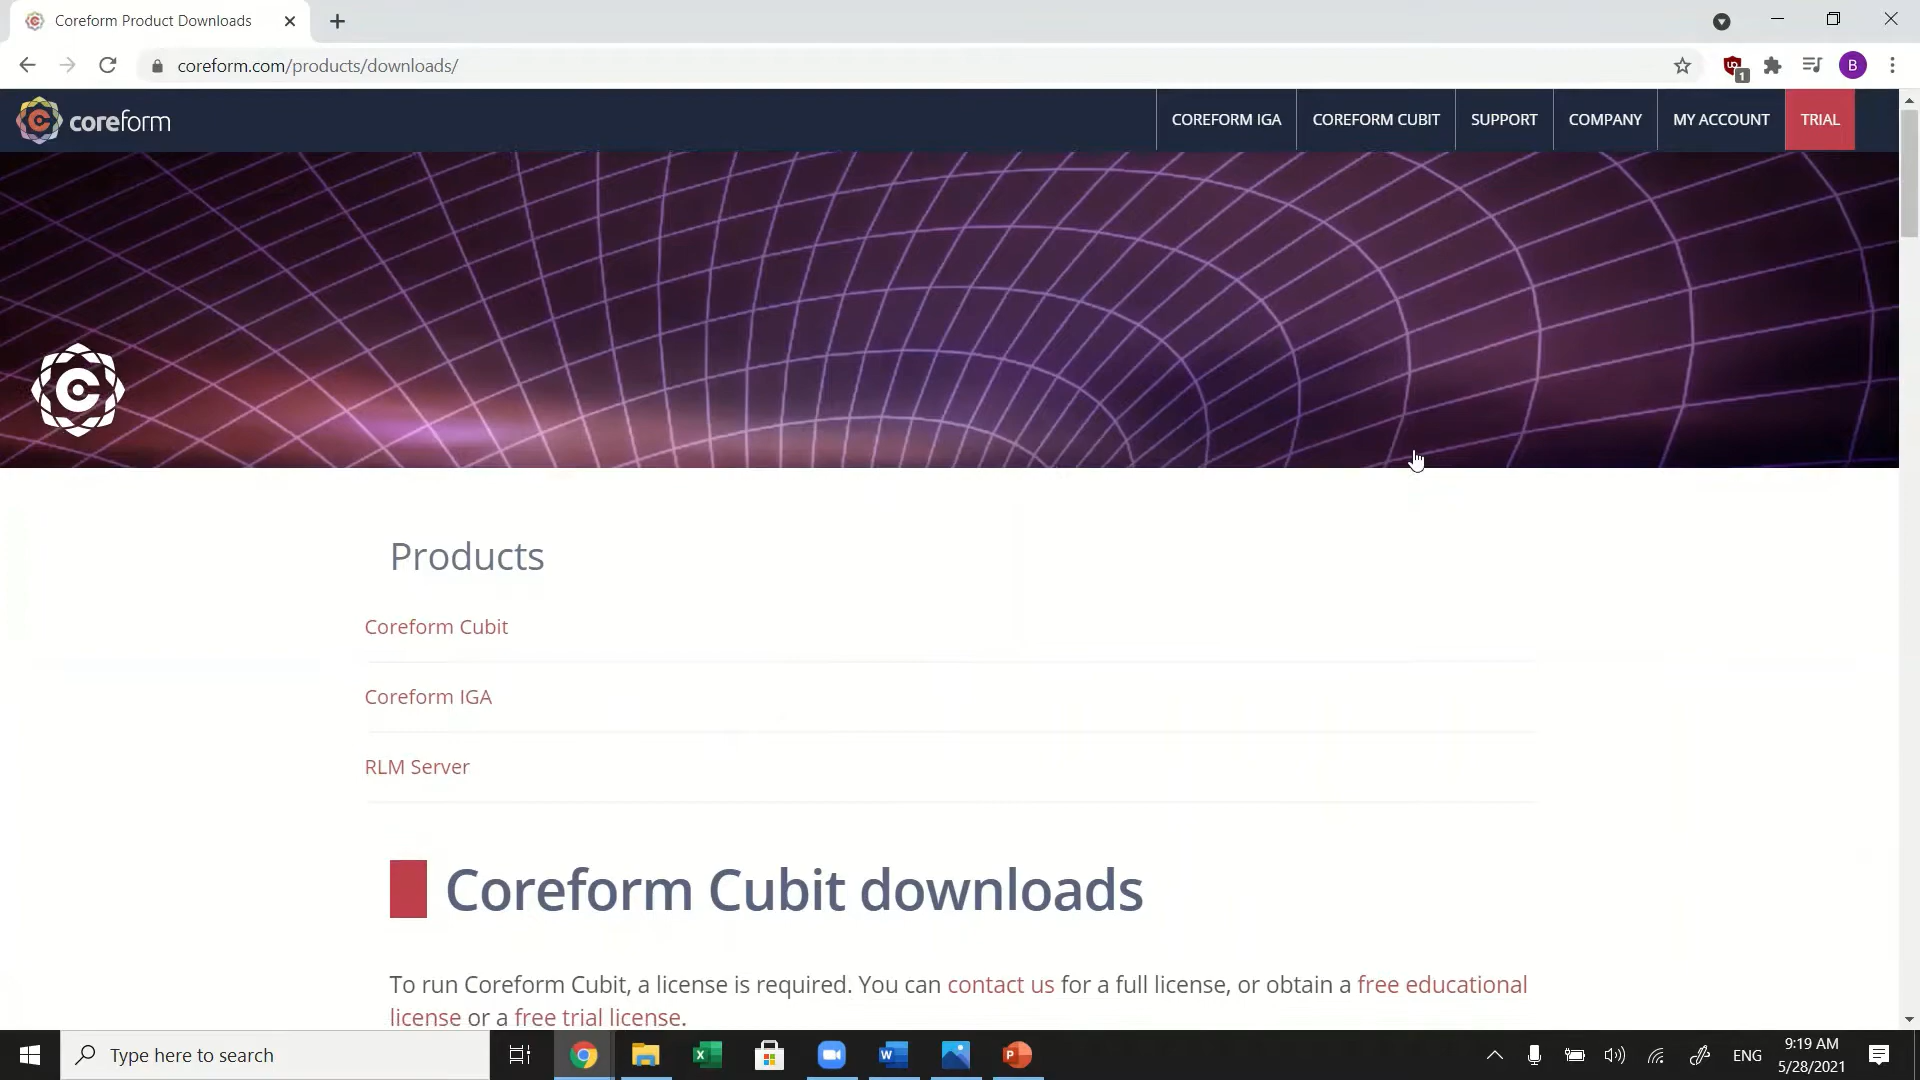 Coreform Product Downloads
coreform.com/products/downloads/
1
B
coreform
COREFORM IGA
COREFORM CUBIT
SUPPORT
COMPANY
MY ACCOUNT
TRIAL
Products
Coreform Cubit
Coreform IGA
RLM Server
Coreform Cubit downloads
To run Coreform Cubit, a license is required. You can contact us for a full license, or obtain a free educational
license or a free trial license.
Type here to search
ENG
9:19 AM
5/28/2021